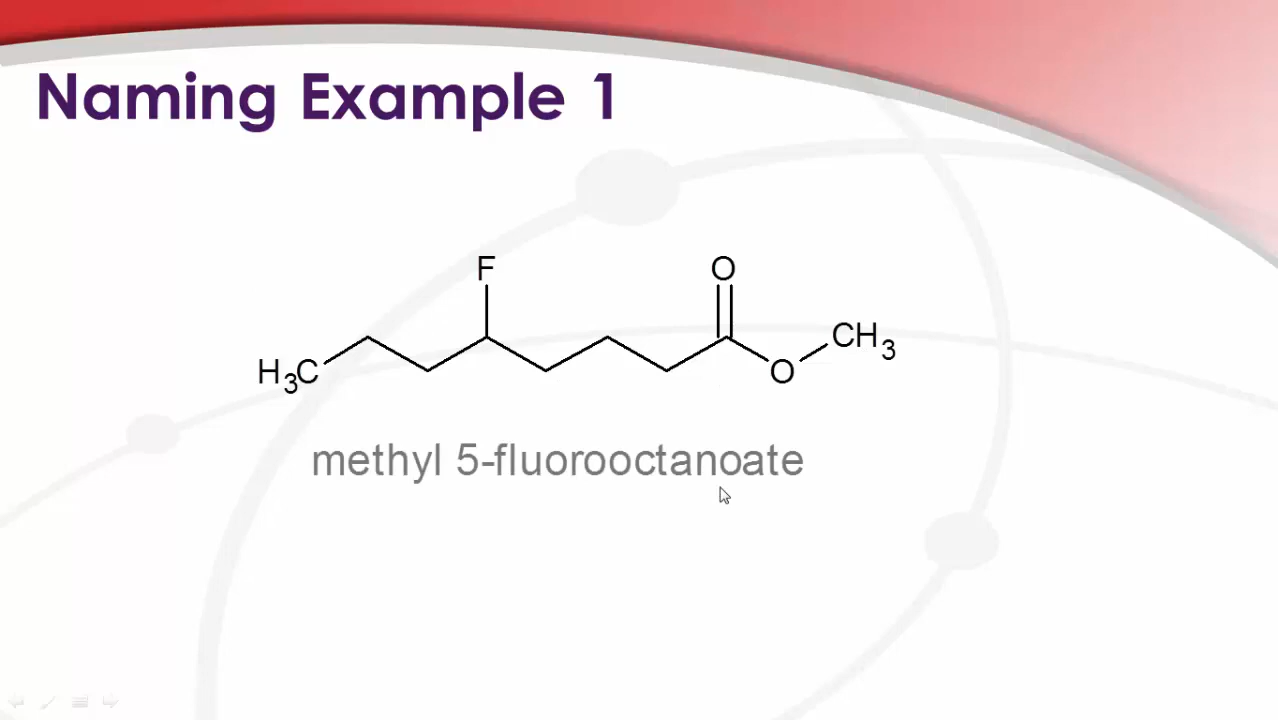 Naming Example 1
F
O
H3C
O
CH3
methyl 5-fluorooctanoate